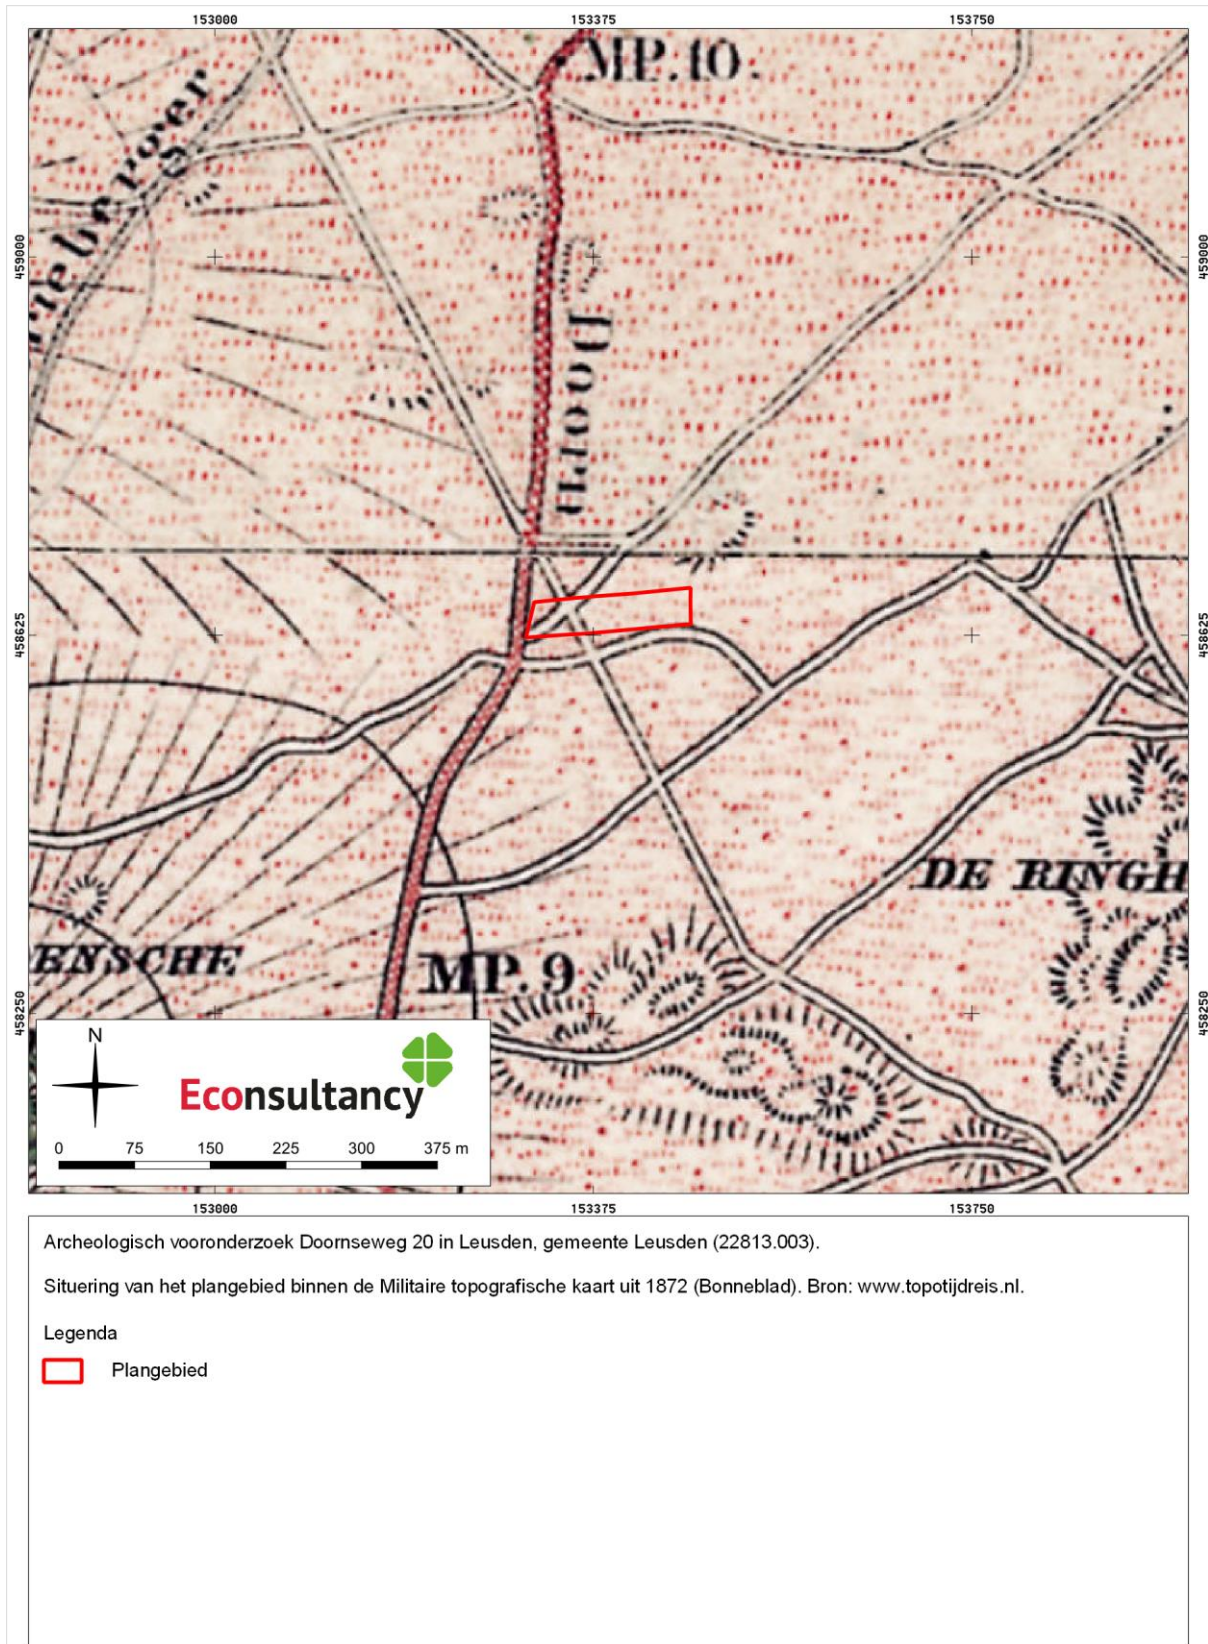 153000 153375 153750
MP.10.
459000 459000
Doorn
458625 458625
DE RINGH
ENSCHE
MP.9
458250 458250
N
Econsultancy
0 75 150 225 300 375 m
153000 153375 153750
Archeologisch vooronderzoek Doornseweg 20 in Leusden, gemeente Leusden (22813.003).
Situering van het plangebied binnen de Militaire topografische kaart uit 1872 (Bonneblad). Bron: www.topotijdreis.nl.
Legenda
Plangebied